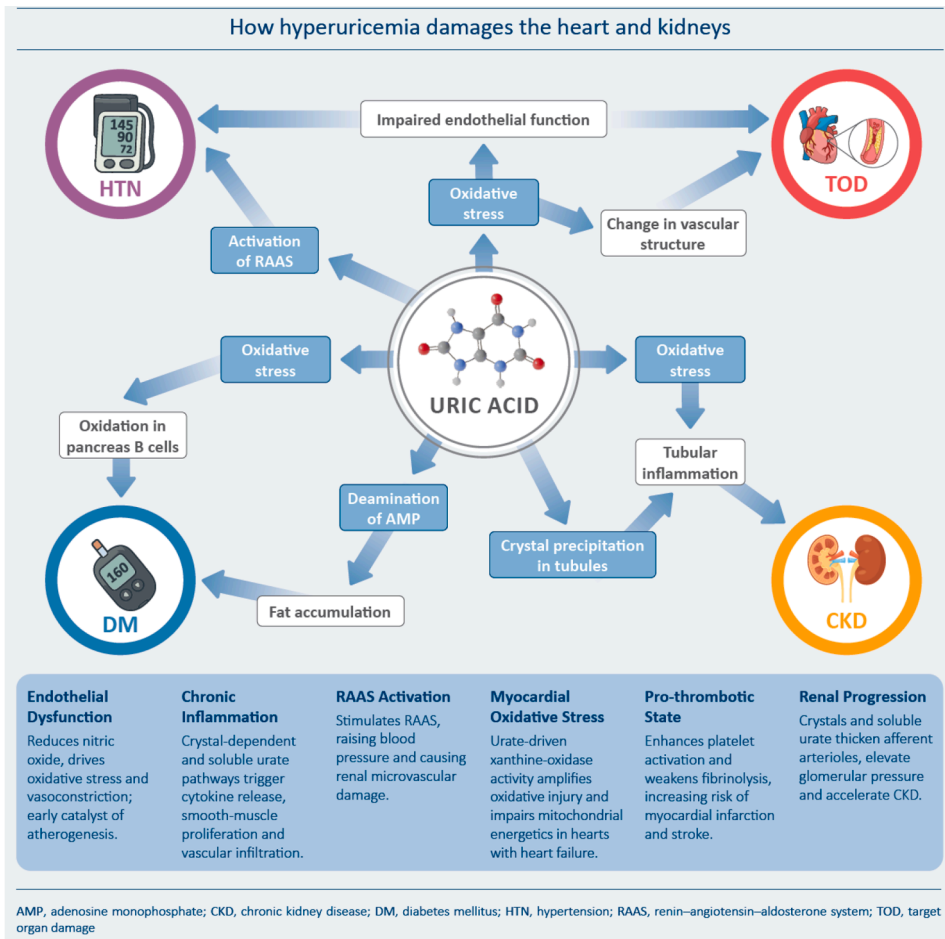 How hyperuricemia damages the heart and kidneys
145
90
72
HTN
Impaired endothelial function
TOD
Oxidative
stress
Change in vascular
structure
Activation
of RAAS
Oxidative
stress
URIC ACID
Oxidative
stress
Oxidation in
pancreas B cells
Tubular
inflammation
Deamination
of AMP
Crystal precipitation
in tubules
160
DM
Fat accumulation
CKD
Endothelial
Dysfunction
Reduces nitric
oxide, drives
oxidative stress and
vasoconstriction;
early catalyst of
atherogenesis.
Chronic
Inflammation
Crystal-dependent
and soluble urate
pathways trigger
cytokine release,
smooth-muscle
proliferation and
vascular infiltration.
RAAS Activation
Stimulates RAAS,
raising blood
pressure and causing
renal microvascular
damage.
Myocardial
Oxidative Stress
Urate-driven
xanthine-oxidase
activity amplifies
oxidative injury and
impairs mitochondrial
energetics in hearts
with heart failure.
Pro-thrombotic
State
Enhances platelet
activation and
weakens fibrinolysis,
increasing risk of
myocardial infarction
and stroke.
Renal Progression
Crystals and soluble
urate thicken afferent
arterioles, elevate
glomerular pressure
and accelerate CKD.
AMP, adenosine monophosphate; CKD, chronic kidney disease; DM, diabetes mellitus; HTN, hypertension; RAAS, renin–angiotensin–aldosterone system; TOD, target
organ damage